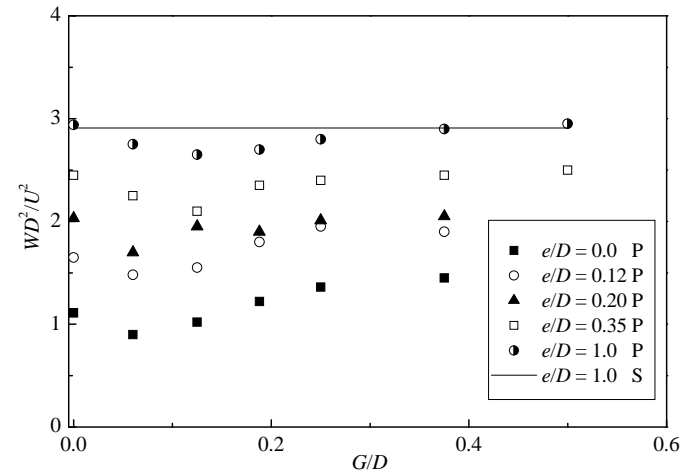 4
3
2
1
0
WD²/U²
0.0
0.2
0.4
0.6
G/D
e/D = 0.0 P
e/D = 0.12 P
e/D = 0.20 P
e/D = 0.35 P
e/D = 1.0 P
e/D = 1.0 S